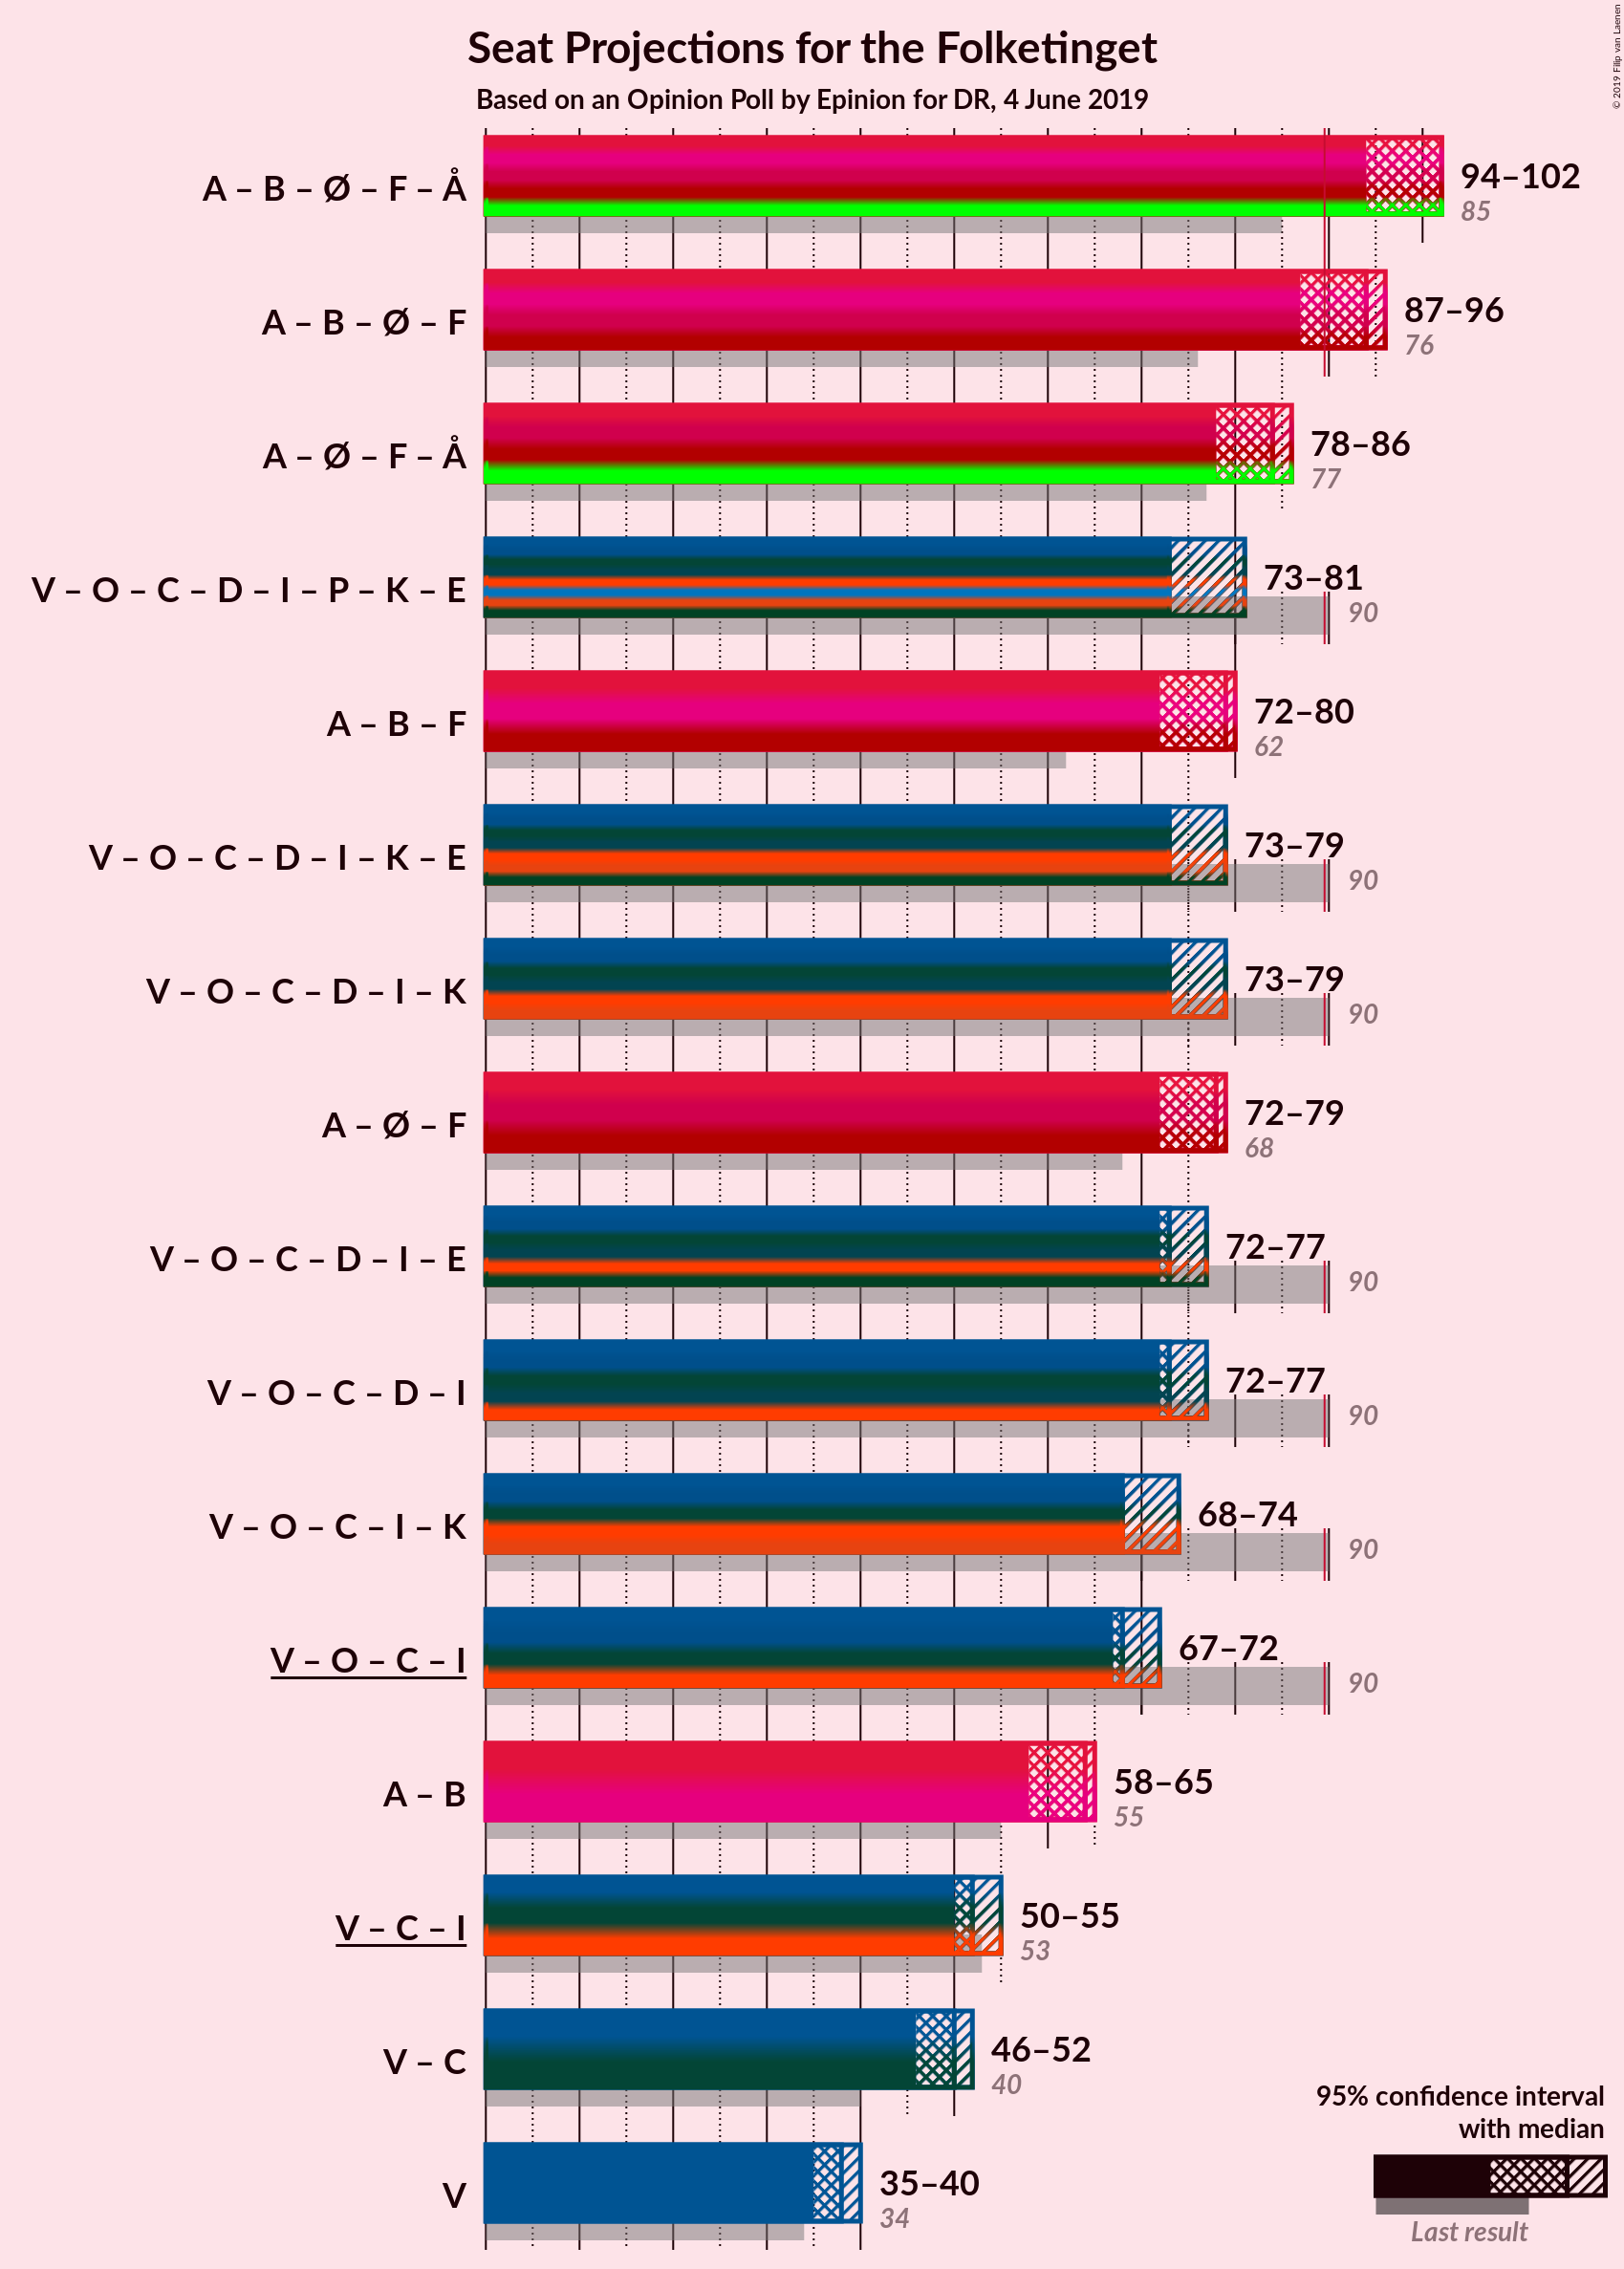 Seat Projections for the Folketinget
Based on an Opinion Poll by Epinion for DR, 4 June 2019
© 2019 Filip van Laenen
A – B – Ø – F – Å
94–102
85
A – B – Ø – F
87–96
76
A – Ø – F – Å
78–86
77
V – O – C – D – I – P – K – E
73–81
90
A – B – F
72–80
62
V – O – C – D – I – K – E
73–79
90
V – O – C – D – I – K
73–79
90
A – Ø – F
72–79
68
V – O – C – D – I – E
72–77
90
V – O – C – D – I
72–77
90
V – O – C – I – K
68–74
90
V – O – C – I
67–72
90
A – B
58–65
55
V – C – I
50–55
53
V – C
46–52
40
V
35–40
34
95% confidence interval
with median
Last result